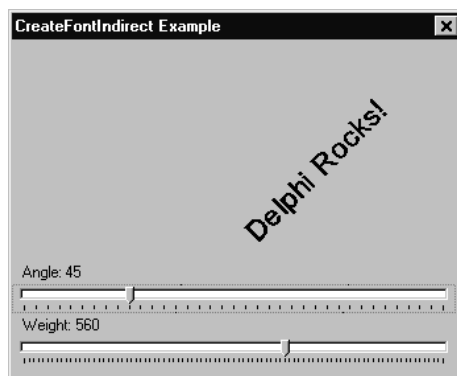 CreateFontIndirect Example
Delphi Rocks!
Angle: 45
Weight: 560